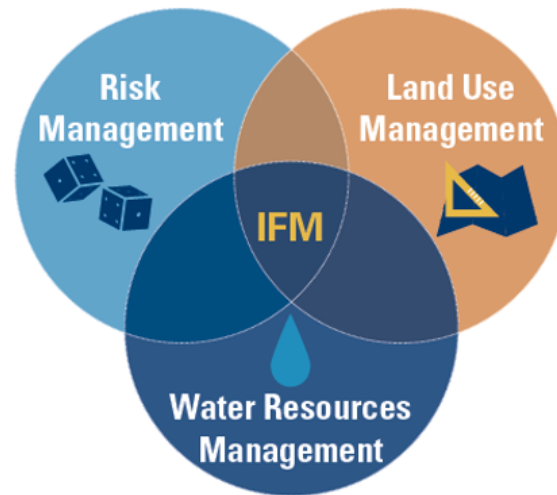 Risk
Management
Land Use
Management
IFM
Water Resources
Management